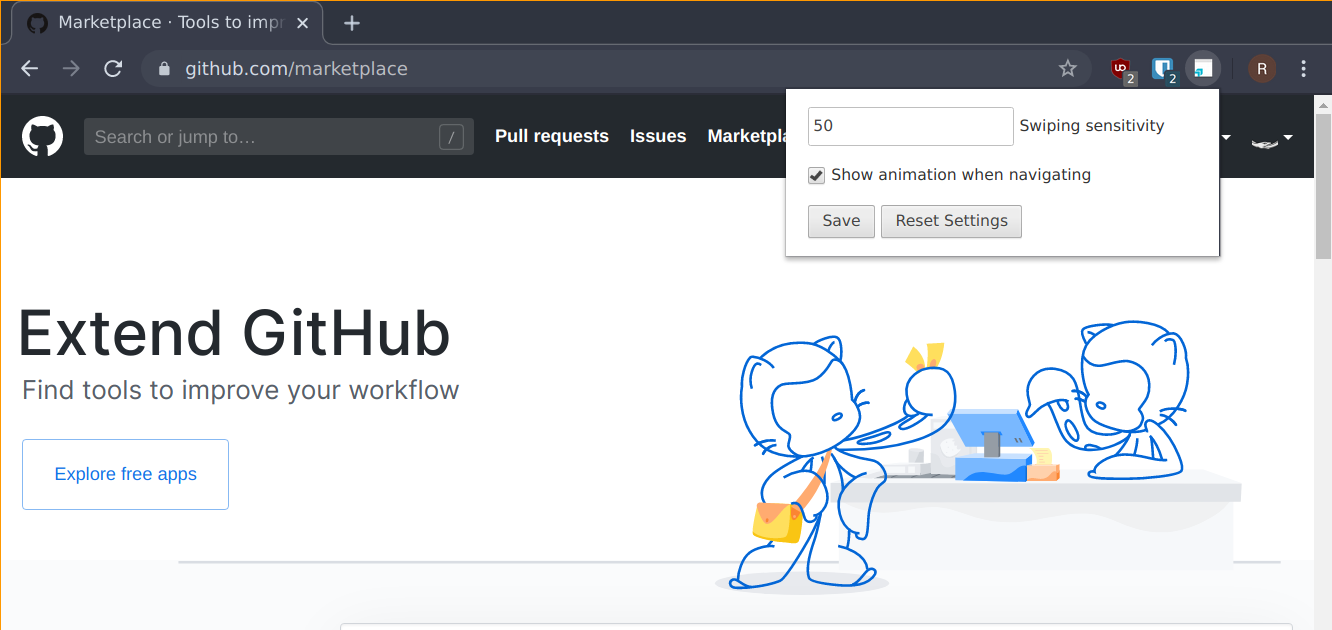 Marketplace · Tools to impr
github.com/marketplace
UO
2
2
R
Search or jump to…
/
Pull requests
Issues
50
Swiping sensitivity
Show animation when navigating
Save
Reset Settings
Extend GitHub
Find tools to improve your workflow
Explore free apps